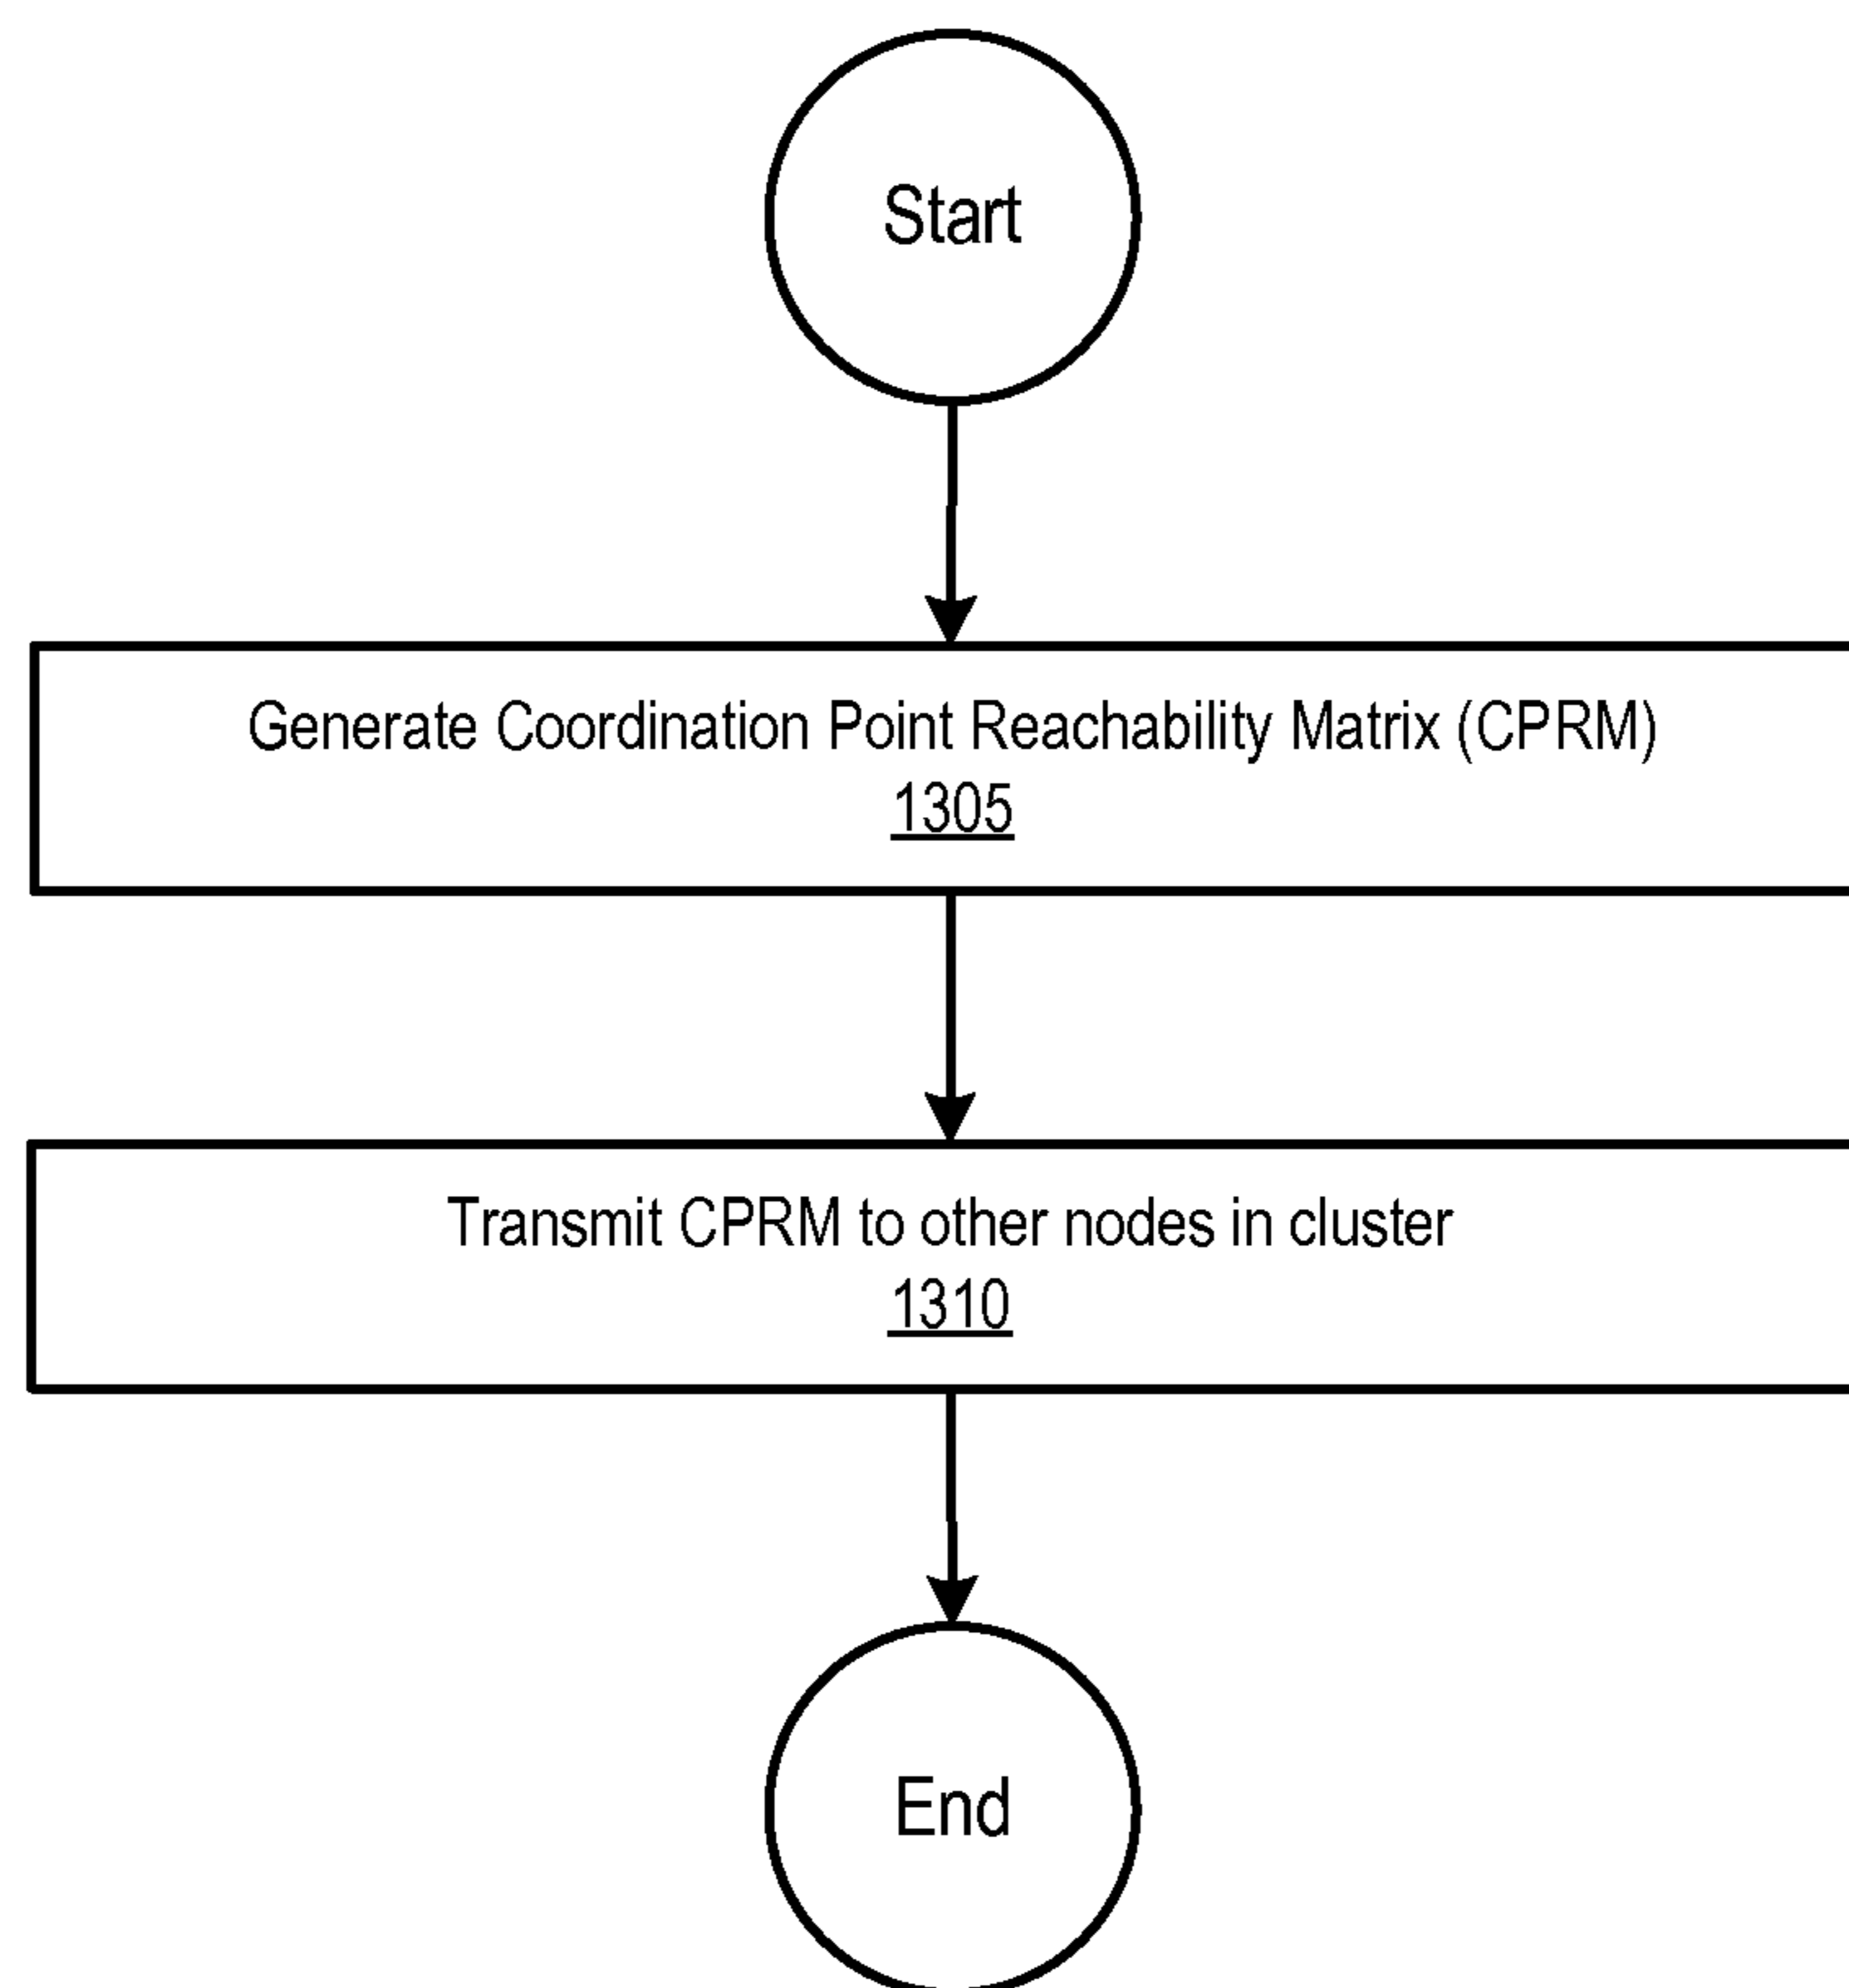 Start
Generate Coordination Point Reachability Matrix (CPRM)
1305
Transmit CPRM to other nodes in cluster
1310
End